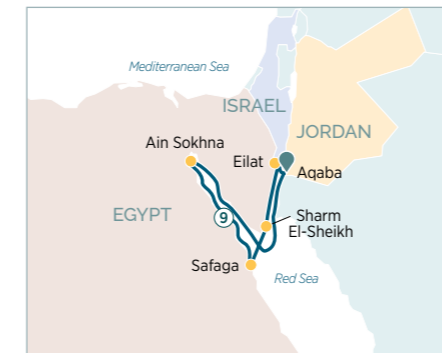 Mediterranean Sea
ISRAEL
JORDAN
Ain Sokhna
Eilat
Aqaba
EGYPT
9
Sharm
El-Sheikh
Safaga
Red Sea